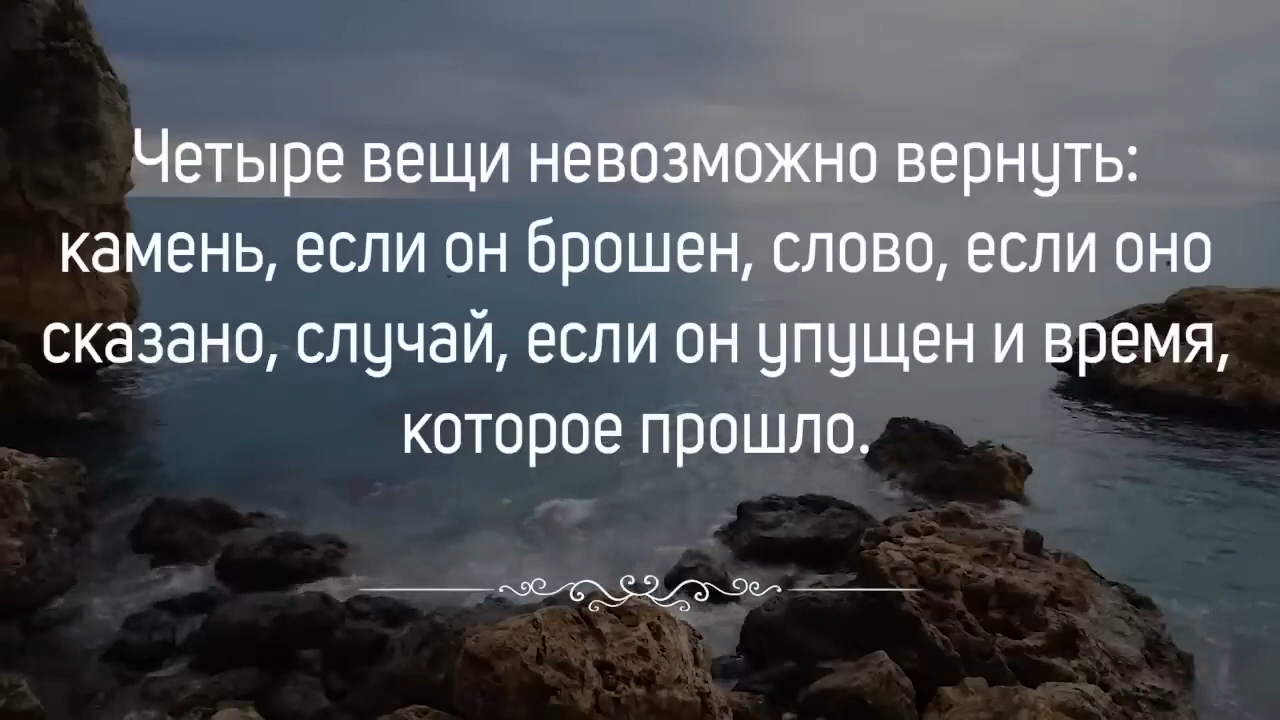 Четыре вещи невозможно вернуть:
камень, если он брошен, слово, если оно
сказано, случай, если он упущен и время,
которое прошло.